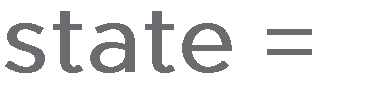 state =